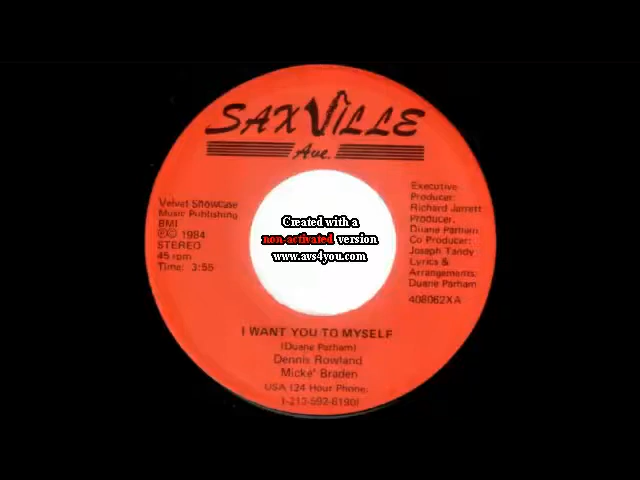 SAXVILLE
Ave.
Velvet Showcase
Music Publishing
BMI
℗© 1984
STEREO
45 rpm
Time: 3:55
Executive
Producer:
Richard Jarrett
Producer,
Duane Parham
Co Producer:
Joseph Tandy
Lyrics &
Arrangements:
Duane Parham
408062XA
Created with a
non-activated version
www.avs4you.com
I WANT YOU TO MYSELF
(Duane Parham)
Dennis Rowland
Micke' Braden
USA 124 Hour Phone:
1-213-592-6190!